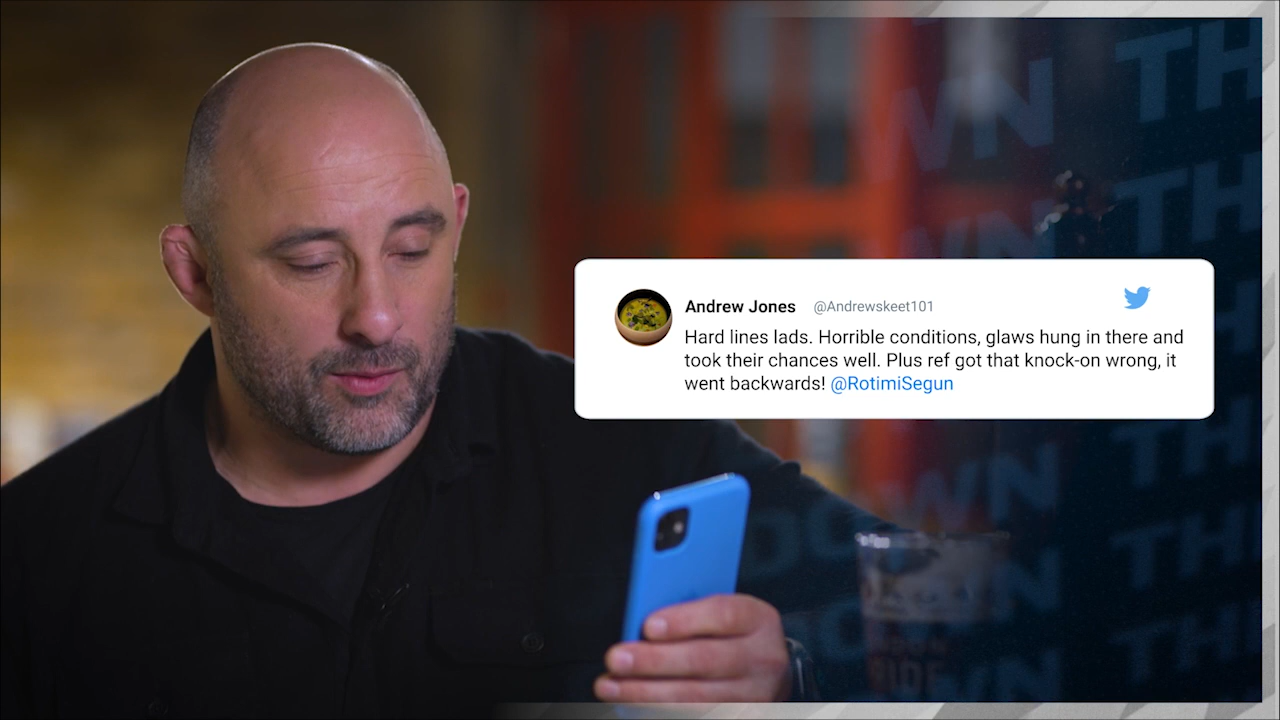 Andrew Jones @Andrewskeet101
Hard lines lads. Horrible conditions, glaws hung in there and
took their chances well. Plus ref got that knock-on wrong, it
went backwards! @RotimiSegun